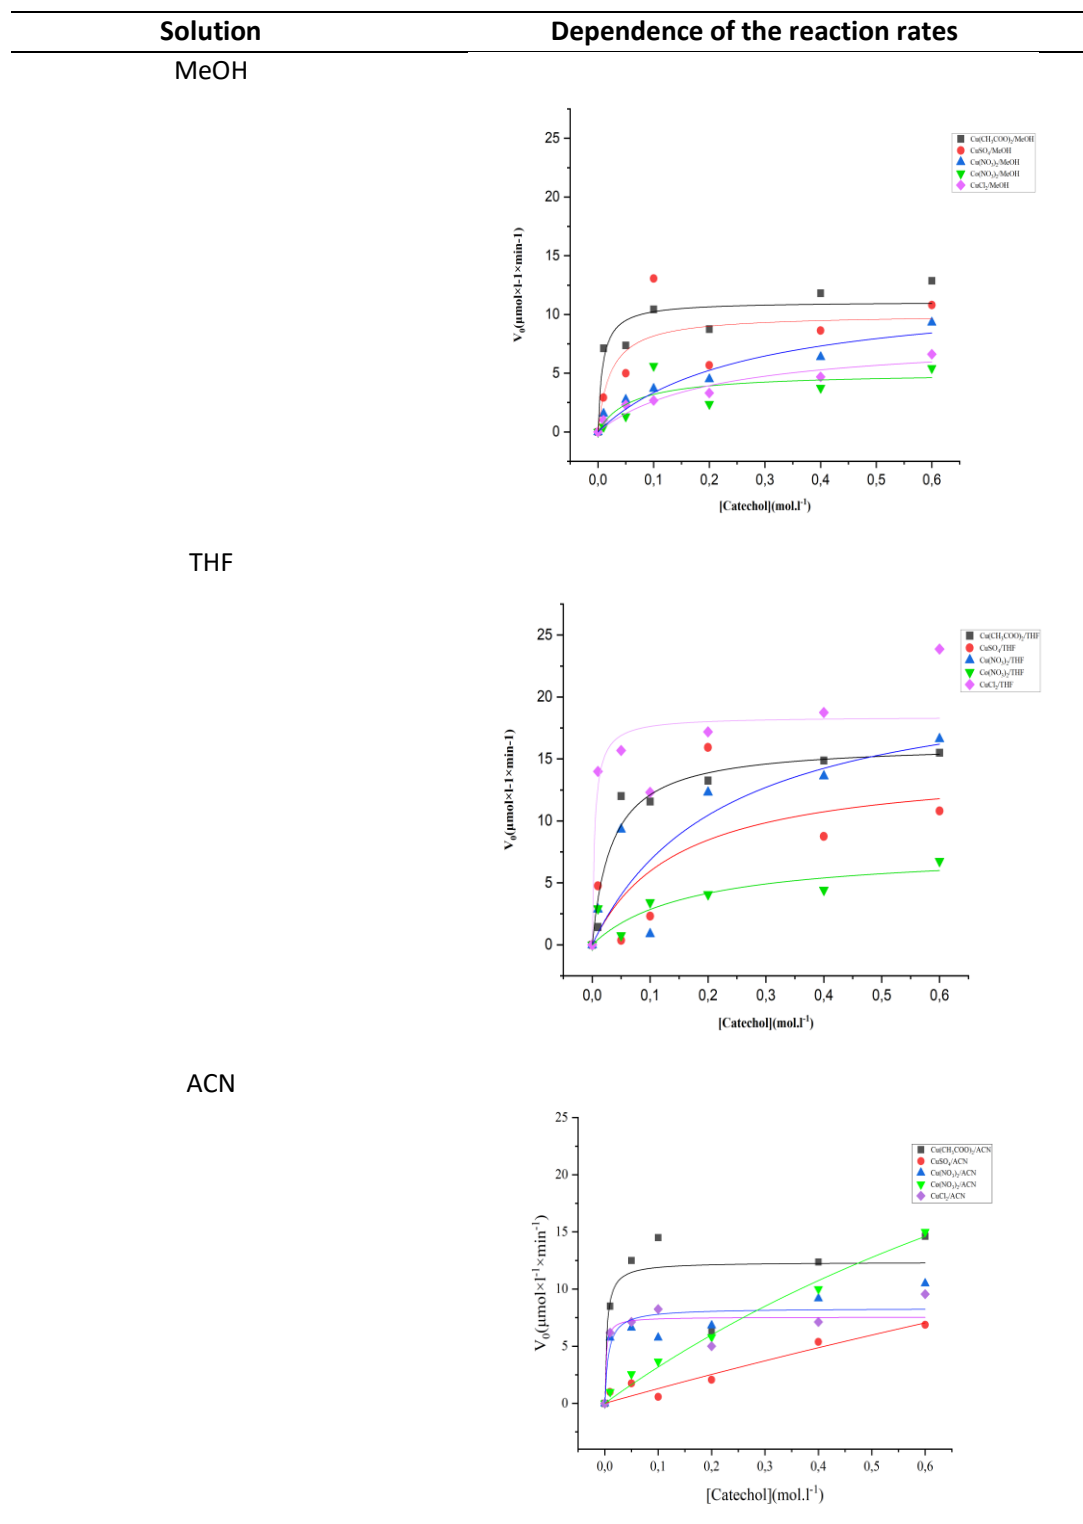 Solution Dependence of the reaction rates
MeOH
25
20
15
10
5
0
V₀(µmol×l-1×min-1)
0,0 0,1 0,2 0,3 0,4 0,5 0,6
[Catechol](mol.l⁻¹)
Cu(CH₃COO)₂/MeOH
CuSO₄/MeOH
Cu(NO₃)₂/MeOH
Co(NO₃)₂/MeOH
CuCl₂/MeOH
THF
25
20
15
10
5
0
V₀(µmol×l-1×min-1)
0,0 0,1 0,2 0,3 0,4 0,5 0,6
[Catechol](mol.l⁻¹)
Cu(CH₃COO)₂/THF
CuSO₄/THF
Cu(NO₃)₂/THF
Co(NO₃)₂/THF
CuCl₂/THF
ACN
25
20
15
10
5
0
V₀(µmol×l⁻¹×min⁻¹)
0,0 0,1 0,2 0,3 0,4 0,5 0,6
[Catechol](mol.l⁻¹)
Cu(CH₃COO)₂/ACN
CuSO₄/ACN
Cu(NO₃)₂/ACN
Co(NO₃)₂/ACN
CuCl₂/ACN